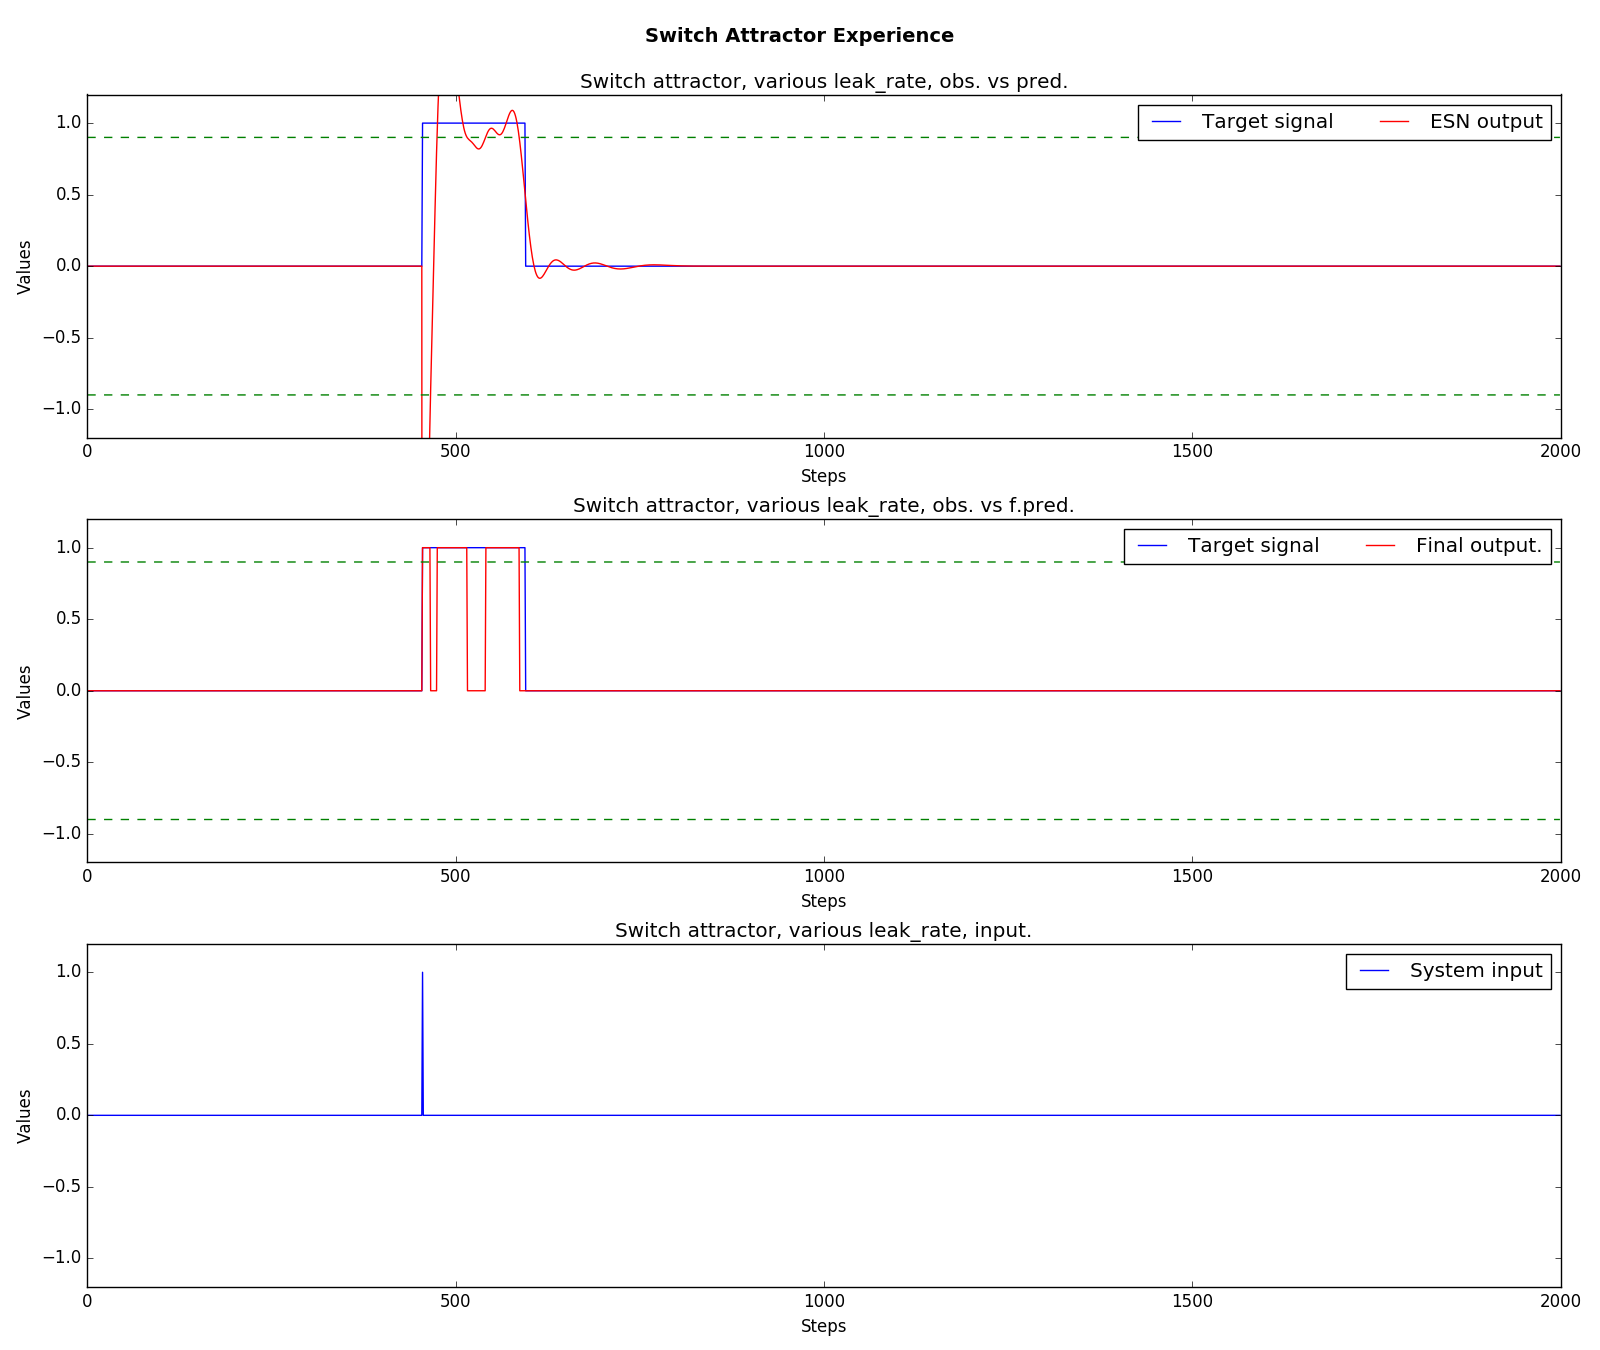 Switch Attractor Experience
Switch attractor, various leak_rate, obs. vs pred.
Target signal ESN output
1.0
0.5
0.0
−0.5
−1.0
Values
0 500 1000 1500 2000
Steps
Switch attractor, various leak_rate, obs. vs f.pred.
Target signal Final output.
1.0
0.5
0.0
−0.5
−1.0
Values
0 500 1000 1500 2000
Steps
Switch attractor, various leak_rate, input.
System input
1.0
0.5
0.0
−0.5
−1.0
Values
0 500 1000 1500 2000
Steps